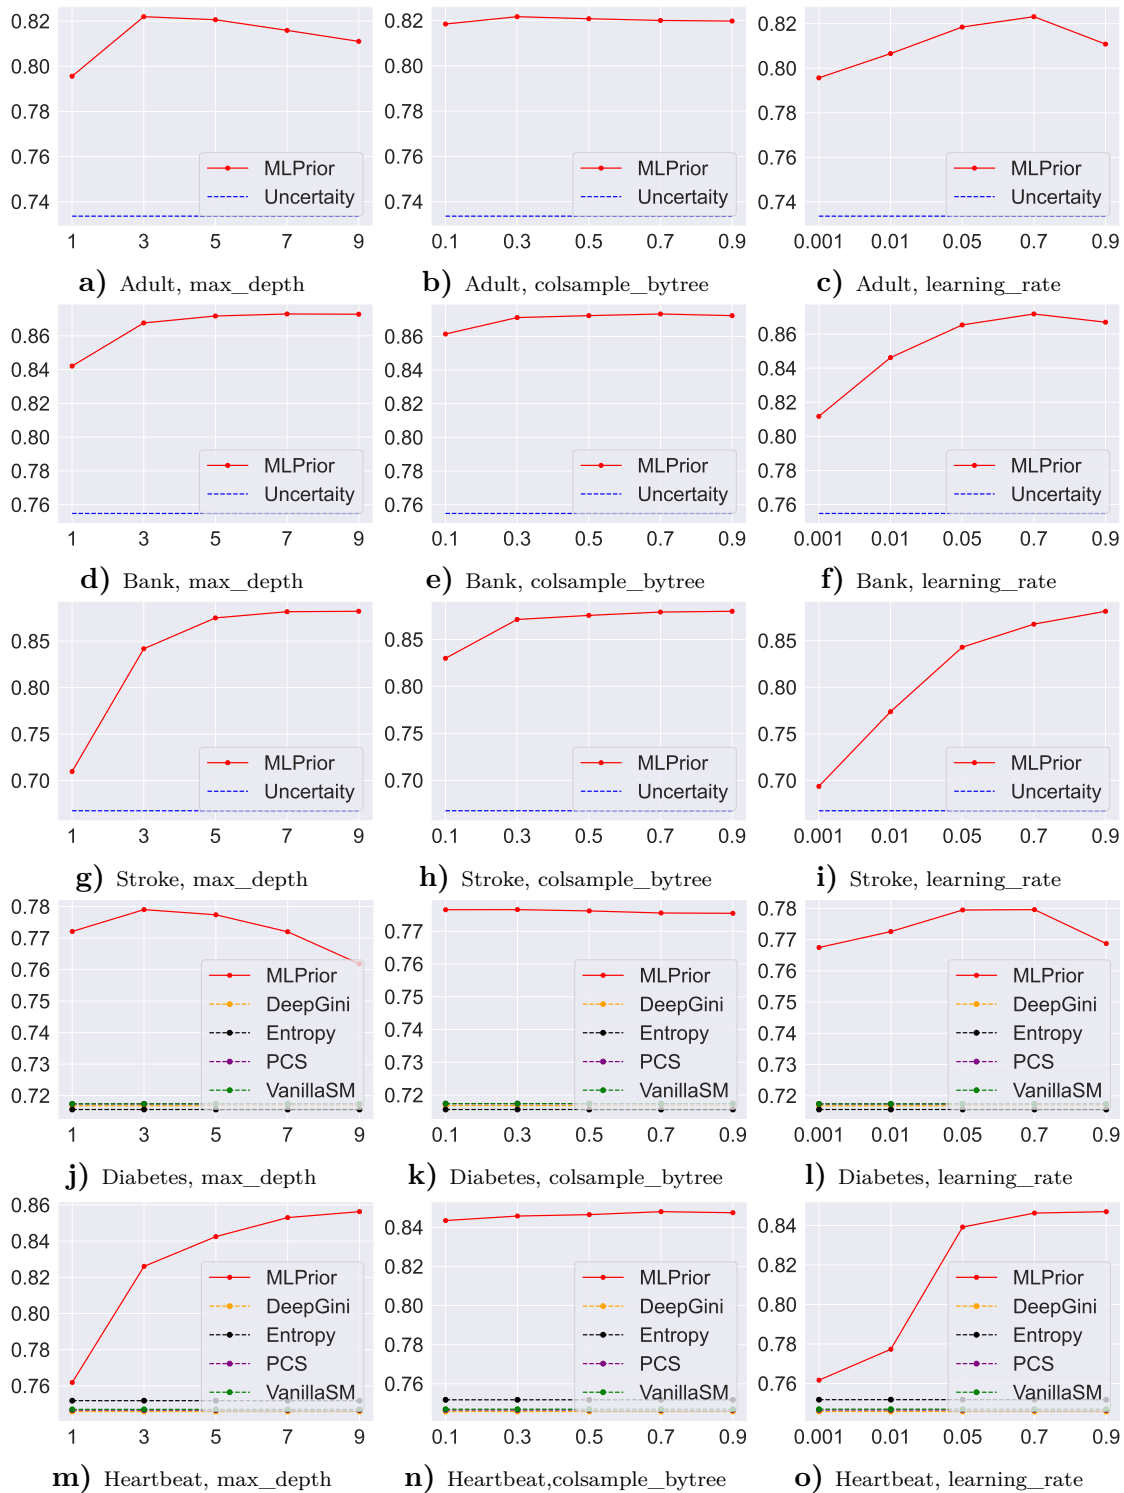 0.82
0.80
0.78
0.76
0.74
MLPrior
Uncertaity
1 3 5 7 9
a) Adult, max_depth
0.82
0.80
0.78
0.76
0.74
MLPrior
Uncertaity
0.1 0.3 0.5 0.7 0.9
b) Adult, colsample_bytree
0.82
0.80
0.78
0.76
0.74
MLPrior
Uncertaity
0.001 0.01 0.05 0.7 0.9
c) Adult, learning_rate
0.86
0.84
0.82
0.80
0.78
0.76
MLPrior
Uncertaity
1 3 5 7 9
d) Bank, max_depth
0.86
0.84
0.82
0.80
0.78
0.76
MLPrior
Uncertaity
0.1 0.3 0.5 0.7 0.9
e) Bank, colsample_bytree
0.86
0.84
0.82
0.80
0.78
0.76
MLPrior
Uncertaity
0.001 0.01 0.05 0.7 0.9
f) Bank, learning_rate
0.85
0.80
0.75
0.70
MLPrior
Uncertaity
1 3 5 7 9
g) Stroke, max_depth
0.85
0.80
0.75
0.70
MLPrior
Uncertaity
0.1 0.3 0.5 0.7 0.9
h) Stroke, colsample_bytree
0.85
0.80
0.75
0.70
MLPrior
Uncertaity
0.001 0.01 0.05 0.7 0.9
i) Stroke, learning_rate
0.78
0.77
0.76
0.75
0.74
0.73
0.72
MLPrior
DeepGini
Entropy
PCS
VanillaSM
1 3 5 7 9
j) Diabetes, max_depth
0.77
0.76
0.75
0.74
0.73
0.72
MLPrior
DeepGini
Entropy
PCS
VanillaSM
0.1 0.3 0.5 0.7 0.9
k) Diabetes, colsample_bytree
0.78
0.77
0.76
0.75
0.74
0.73
0.72
MLPrior
DeepGini
Entropy
PCS
VanillaSM
0.001 0.01 0.05 0.7 0.9
l) Diabetes, learning_rate
0.86
0.84
0.82
0.80
0.78
0.76
MLPrior
DeepGini
Entropy
PCS
VanillaSM
1 3 5 7 9
m) Heartbeat, max_depth
0.84
0.82
0.80
0.78
0.76
MLPrior
DeepGini
Entropy
PCS
VanillaSM
0.1 0.3 0.5 0.7 0.9
n) Heartbeat,colsample_bytree
0.84
0.82
0.80
0.78
0.76
MLPrior
DeepGini
Entropy
PCS
VanillaSM
0.001 0.01 0.05 0.7 0.9
o) Heartbeat, learning_rate